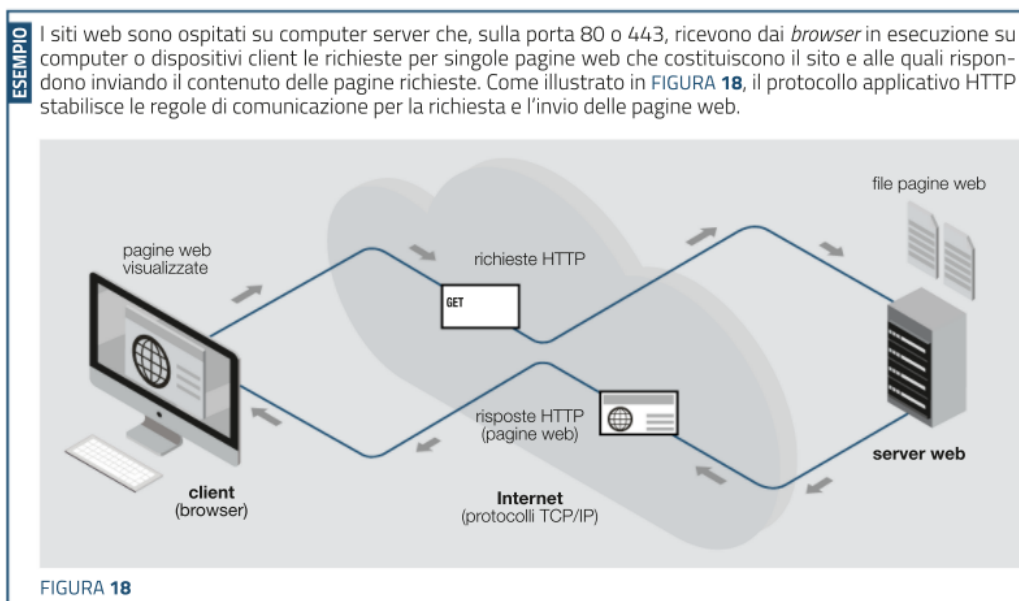 ESEMPIO
I siti web sono ospitati su computer server che, sulla porta 80 o 443, ricevono dai browser in esecuzione su
computer o dispositivi client le richieste per singole pagine web che costituiscono il sito e alle quali rispon-
dono inviando il contenuto delle pagine richieste. Come illustrato in FIGURA 18, il protocollo applicativo HTTP
stabilisce le regole di comunicazione per la richiesta e l'invio delle pagine web.
file pagine web
pagine web
visualizzate
richieste HTTP
GET
risposte HTTP
(pagine web)
server web
client
(browser)
Internet
(protocolli TCP/IP)
FIGURA 18